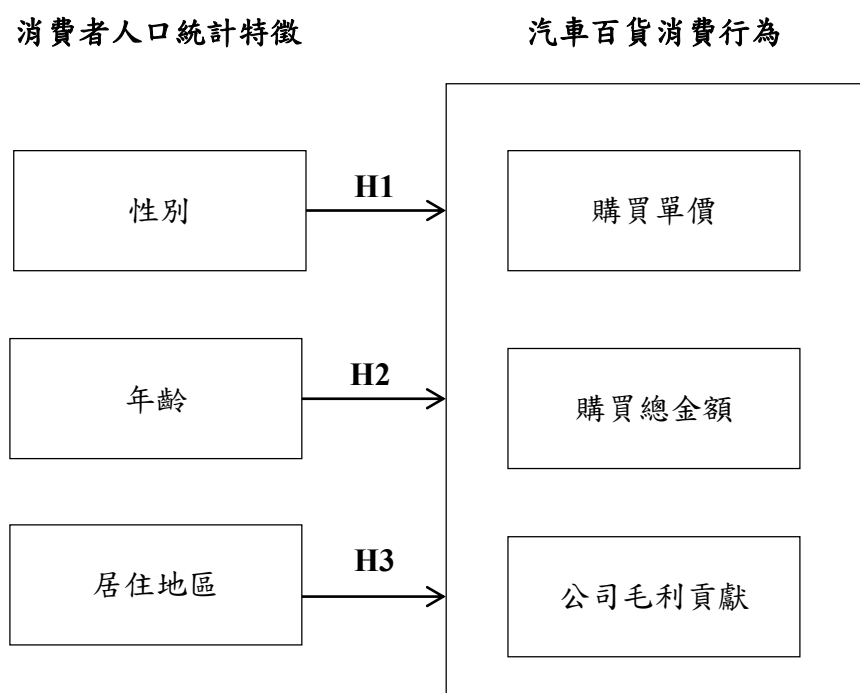 消費者人口統計特徵
汽車百貨消費行為
性別
H1
購買單價
年齡
H2
購買總金額
居住地區
H3
公司毛利貢獻